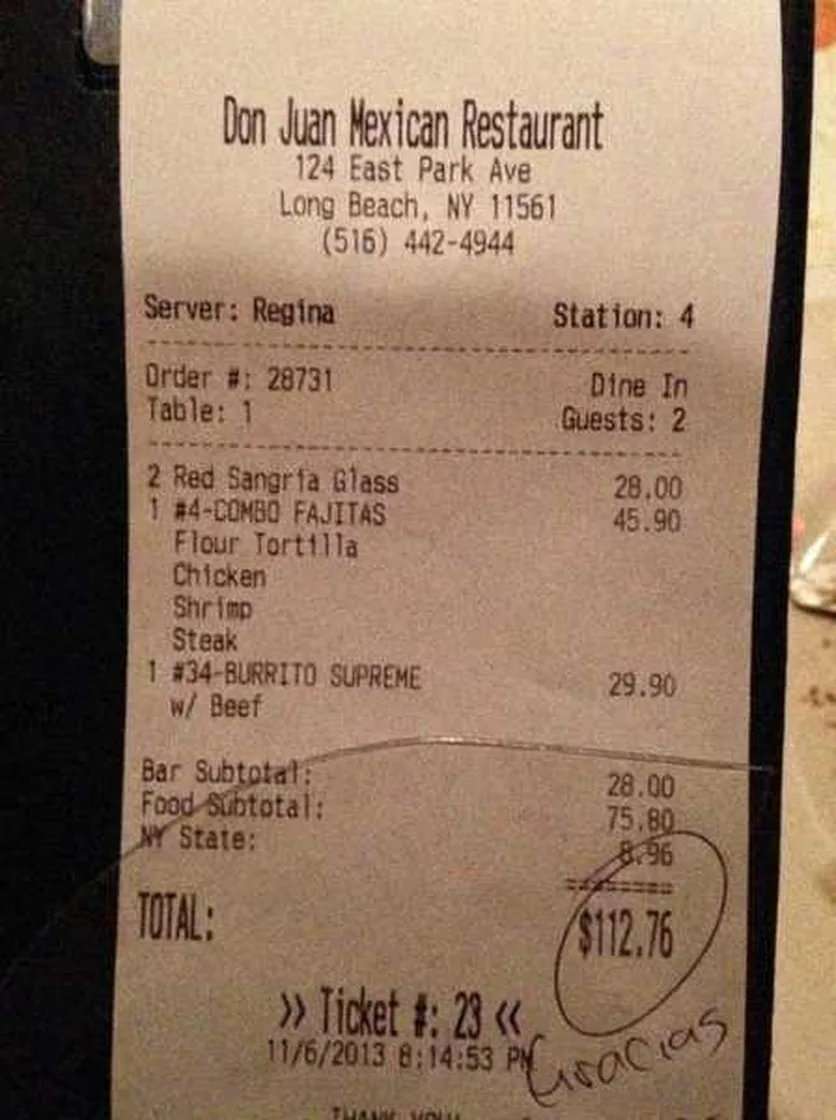 Don Juan Mexican Restaurant
124 East Park Ave
Long Beach, NY 11561
(516) 442-4944
Server: Regina Station: 4
Order #: 28731 Dine In
Table: 1 Guests: 2
2 Red Sangria Glass 28.00
1 #4-COMBO FAJITAS 45.90
Flour Tortilla
Chicken
Shrimp
Steak
1 #34-BURRITO SUPREME 29.90
w/ Beef
Bar Subtotal: 28.00
Food Subtotal: 75.80
NY State: 8.96
TOTAL: $112.76
>> Ticket #: 23 <<
11/6/2013 8:14:53 PM
Gracias
THANK YOU!